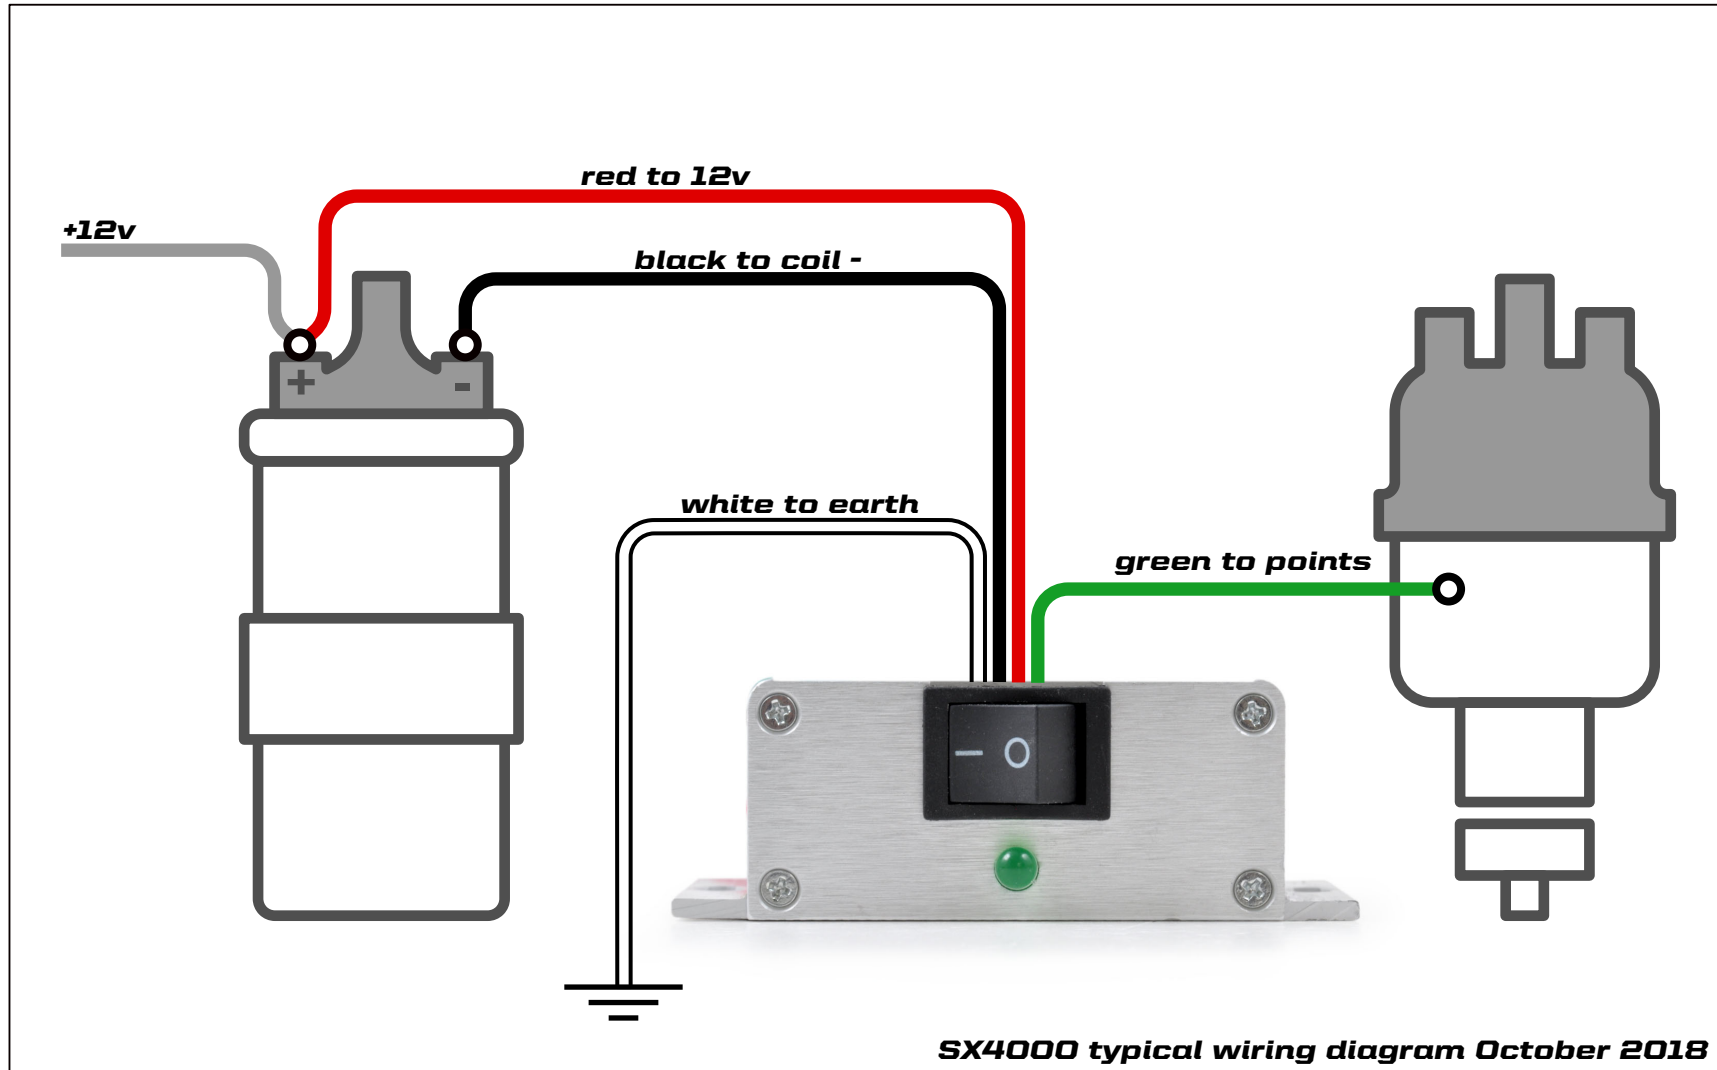 red to 12v
+12v
black to coil -
+
-
white to earth
green to points
SX4000 typical wiring diagram October 2018